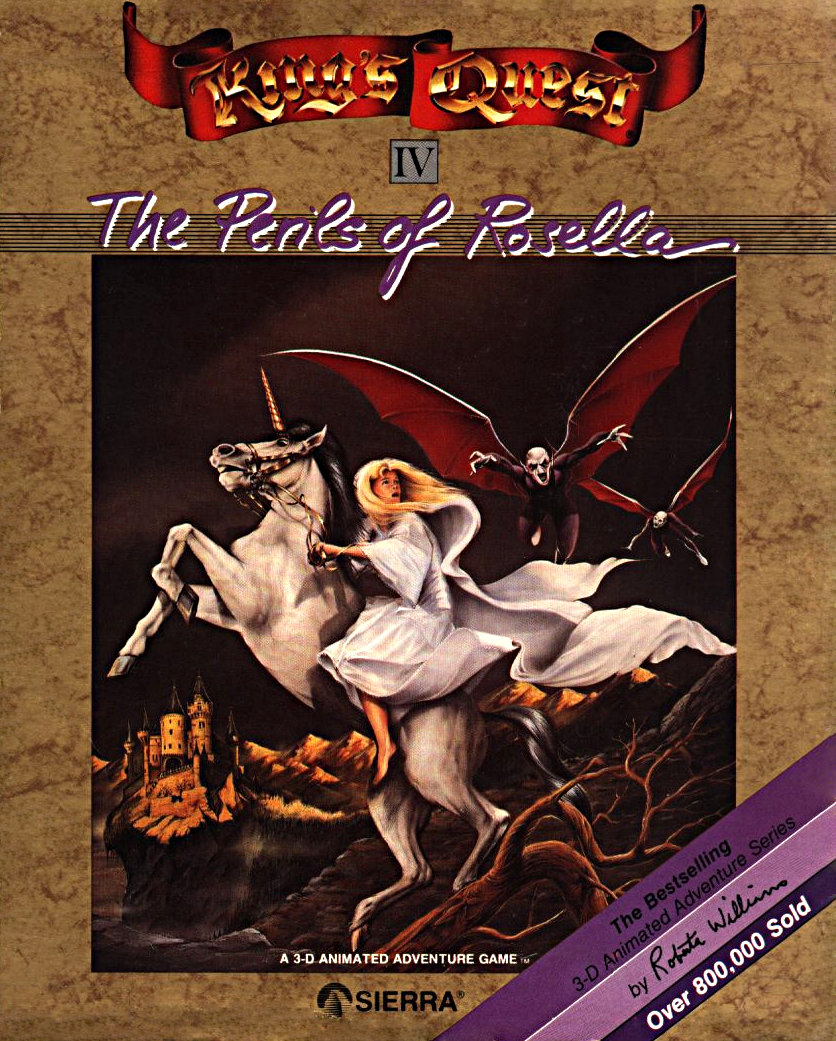 King's Quest
IV
The Perils of Rosella
A 3-D ANIMATED ADVENTURE GAME™
SIERRA®
The Bestselling
3-D Animated Adventure Series
by Roberta Williams
Over 800,000 Sold